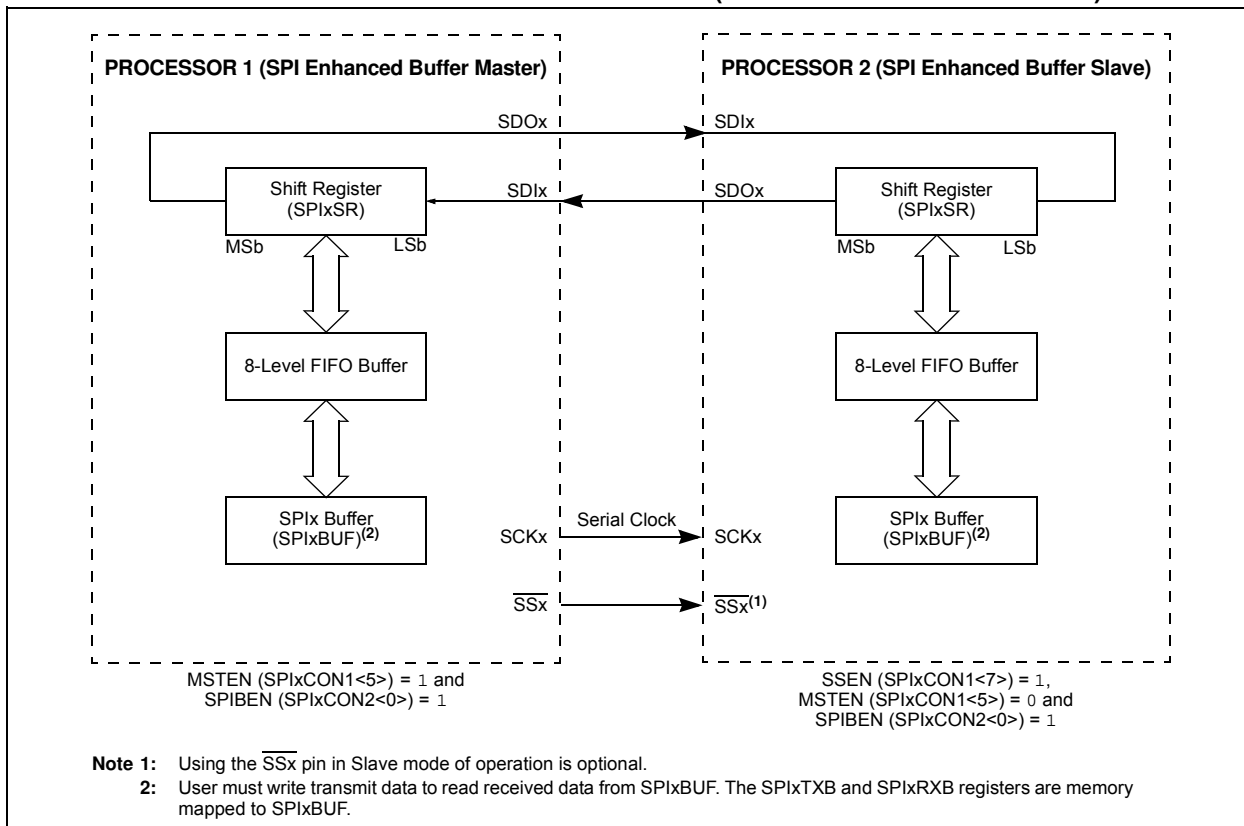 PROCESSOR 1 (SPI Enhanced Buffer Master)
PROCESSOR 2 (SPI Enhanced Buffer Slave)
SDOx
SDIx
Shift Register
(SPIxSR)
SDIx
SDOx
Shift Register
(SPIxSR)
MSb
LSb
MSb
LSb
8-Level FIFO Buffer
8-Level FIFO Buffer
SPIx Buffer
(SPIxBUF)(2)
SCKx
Serial Clock
SCKx
SPIx Buffer
(SPIxBUF)(2)
SSx
SSx(1)
MSTEN (SPIxCON1<5>) = 1 and
SPIBEN (SPIxCON2<0>) = 1
SSEN (SPIxCON1<7>) = 1,
MSTEN (SPIxCON1<5>) = 0 and
SPIBEN (SPIxCON2<0>) = 1
Note 1: Using the SSx pin in Slave mode of operation is optional.
2: User must write transmit data to read received data from SPIxBUF. The SPIxTXB and SPIxRXB registers are memory
mapped to SPIxBUF.